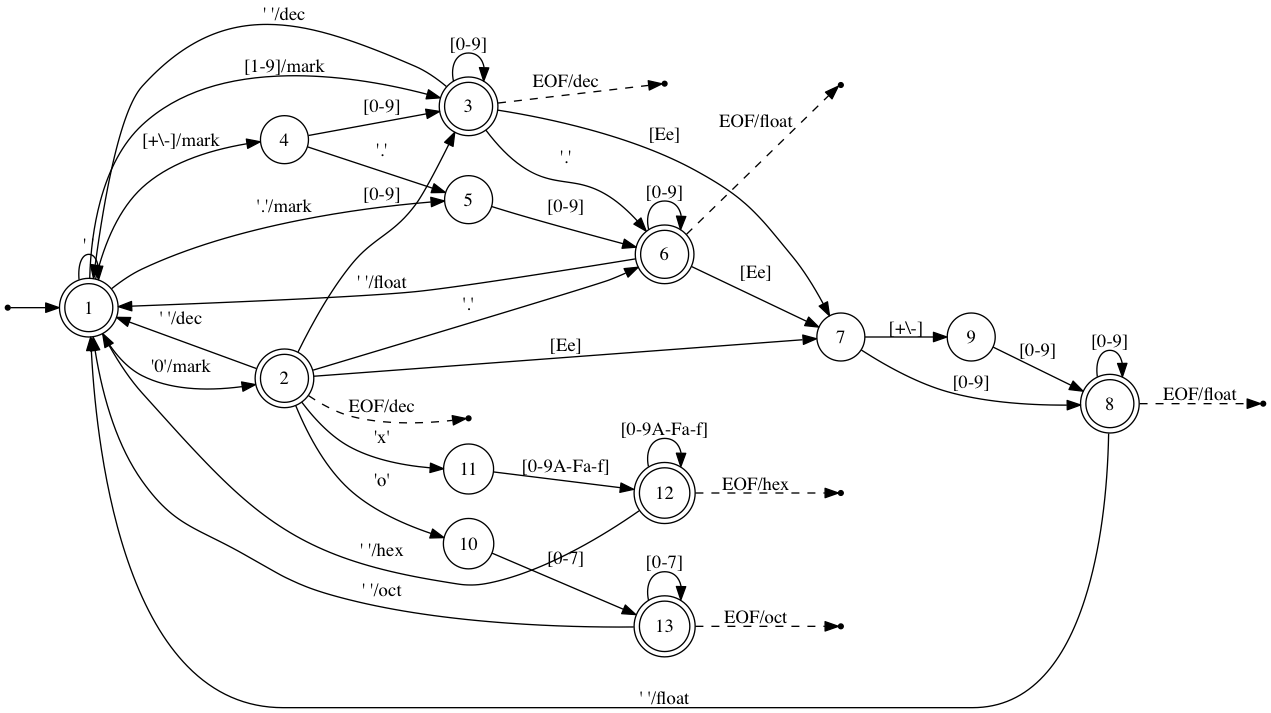 ' '/dec
[0-9]
[1-9]/mark
EOF/dec
3
[0-9]
[Ee]
EOF/float
[+\-]/mark
4
'.'
'.'
[0-9]
[0-9]
'.'/mark
5
[0-9]
'
6
[Ee]
' '/float
1
' '/dec
'.'
7
[+\-]
9
[0-9]
[0-9]
'0'/mark
2
[Ee]
[0-9]
8
EOF/float
EOF/dec
'x'
[0-9A-Fa-f]
11
[0-9A-Fa-f]
12
EOF/hex
'o'
10
' '/hex
[0-7]
[0-7]
' '/oct
13
EOF/oct
' '/float